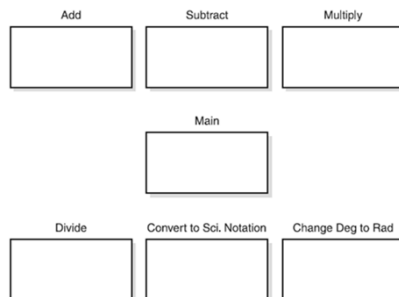 Add Subtract Multiply
Main
Divide Convert to Sci. Notation Change Deg to Rad